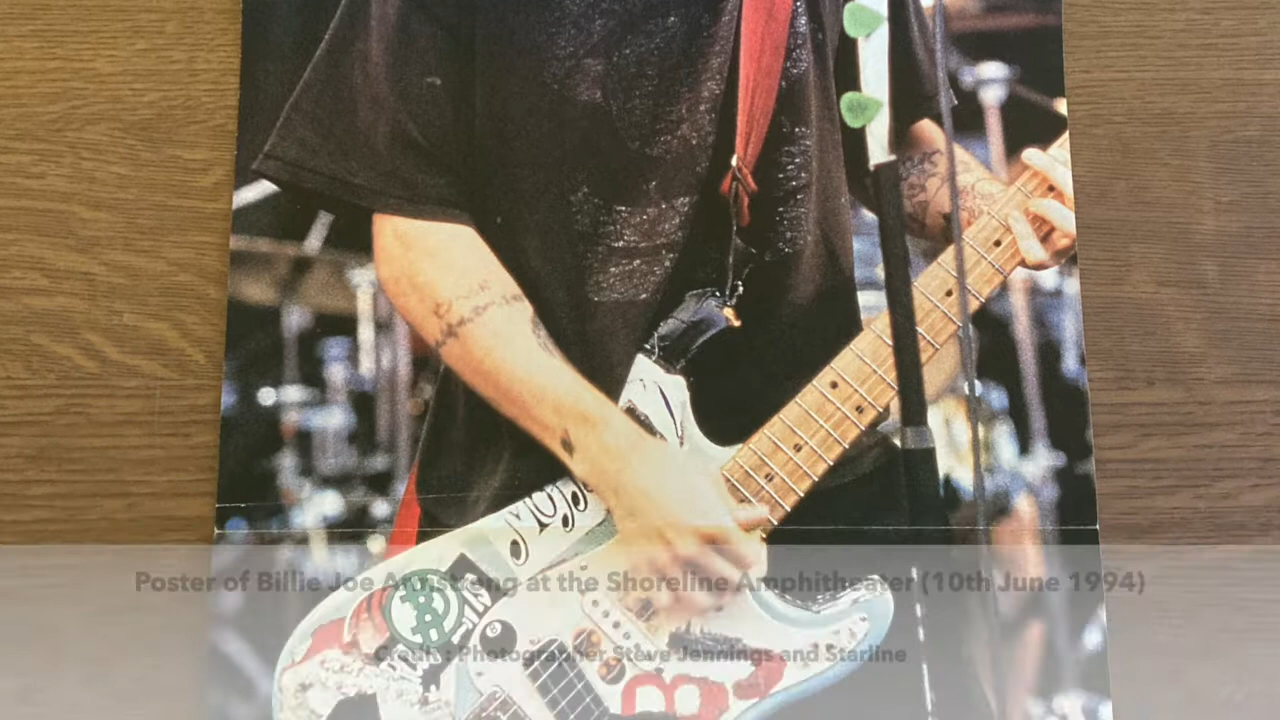 Poster of Billie Joe Armstrong at the Shoreline Amphitheater (10th June 1994)
Credit : Photographer Steve Jennings and Starline